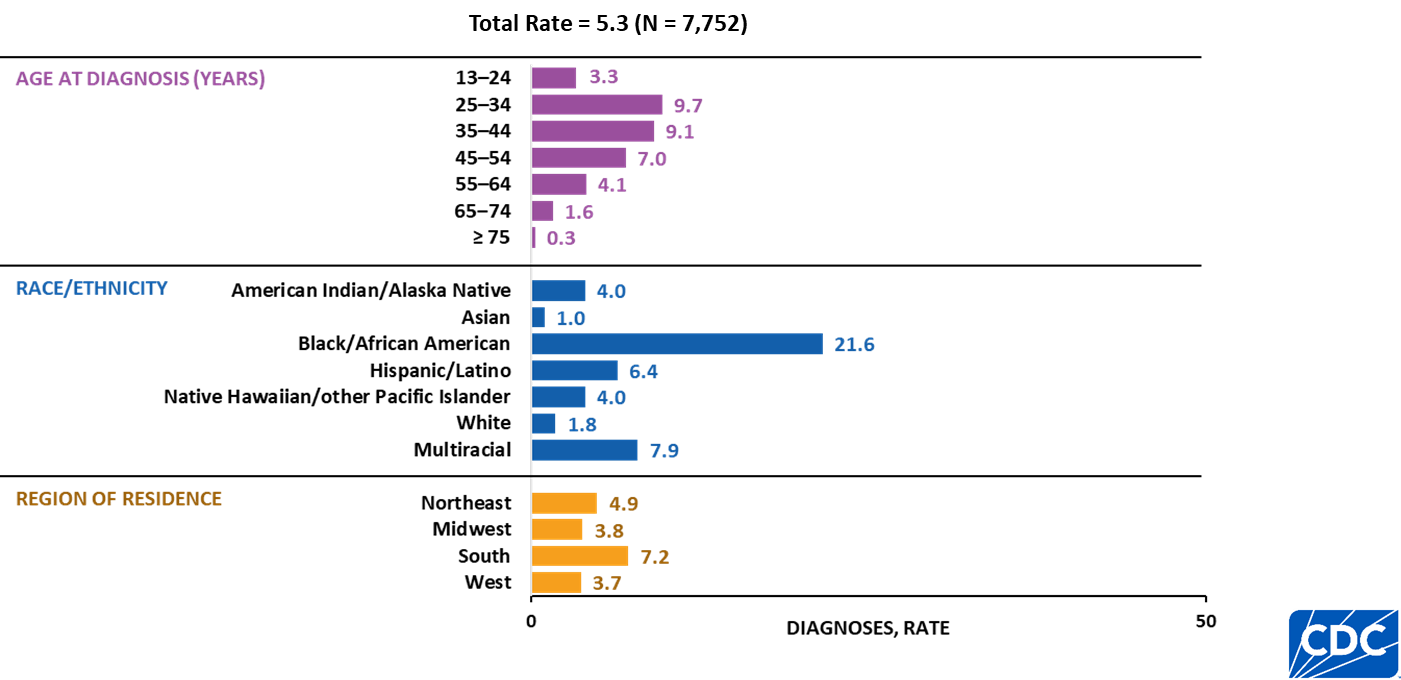 Total Rate = 5.3 (N = 7,752)
AGE AT DIAGNOSIS (YEARS)
13–24 3.3
25–34 9.7
35–44 9.1
45–54 7.0
55–64 4.1
65–74 1.6
≥ 75 0.3
RACE/ETHNICITY
American Indian/Alaska Native 4.0
Asian 1.0
Black/African American 21.6
Hispanic/Latino 6.4
Native Hawaiian/other Pacific Islander 4.0
White 1.8
Multiracial 7.9
REGION OF RESIDENCE
Northeast 4.9
Midwest 3.8
South 7.2
West 3.7
0 50
DIAGNOSES, RATE
CDC